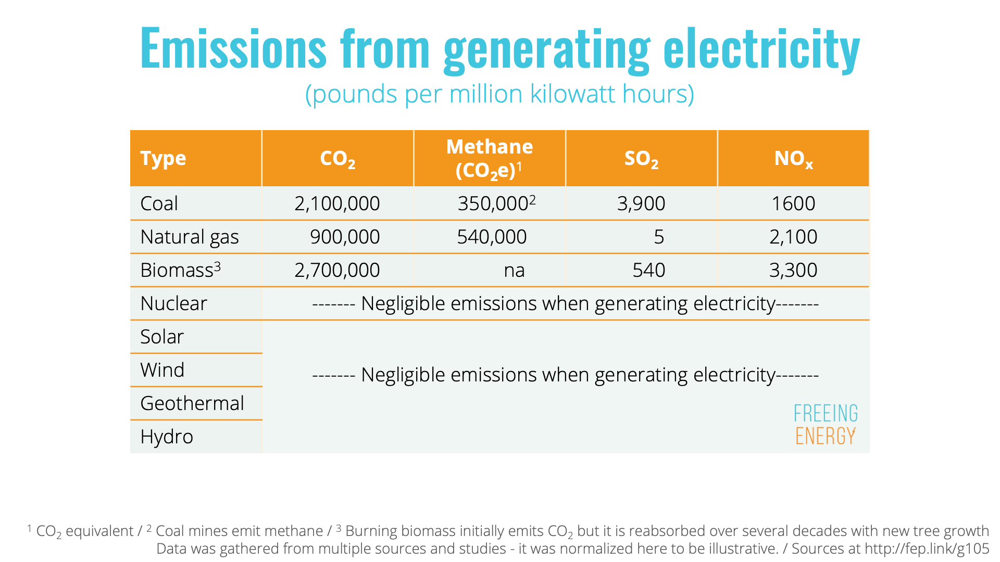 Emissions from generating electricity
(pounds per million kilowatt hours)
Type CO₂ Methane (CO₂e)¹ SO₂ NOₓ
Coal 2,100,000 350,000² 3,900 1600
Natural gas 900,000 540,000 5 2,100
Biomass³ 2,700,000 na 540 3,300
Nuclear ------- Negligible emissions when generating electricity-------
Solar
Wind
------- Negligible emissions when generating electricity-------
Geothermal
Hydro
FREEING
ENERGY
¹ CO₂ equivalent / ² Coal mines emit methane / ³ Burning biomass initially emits CO₂ but it is reabsorbed over several decades with new tree growth
Data was gathered from multiple sources and studies - it was normalized here to be illustrative. / Sources at http://fep.link/g105